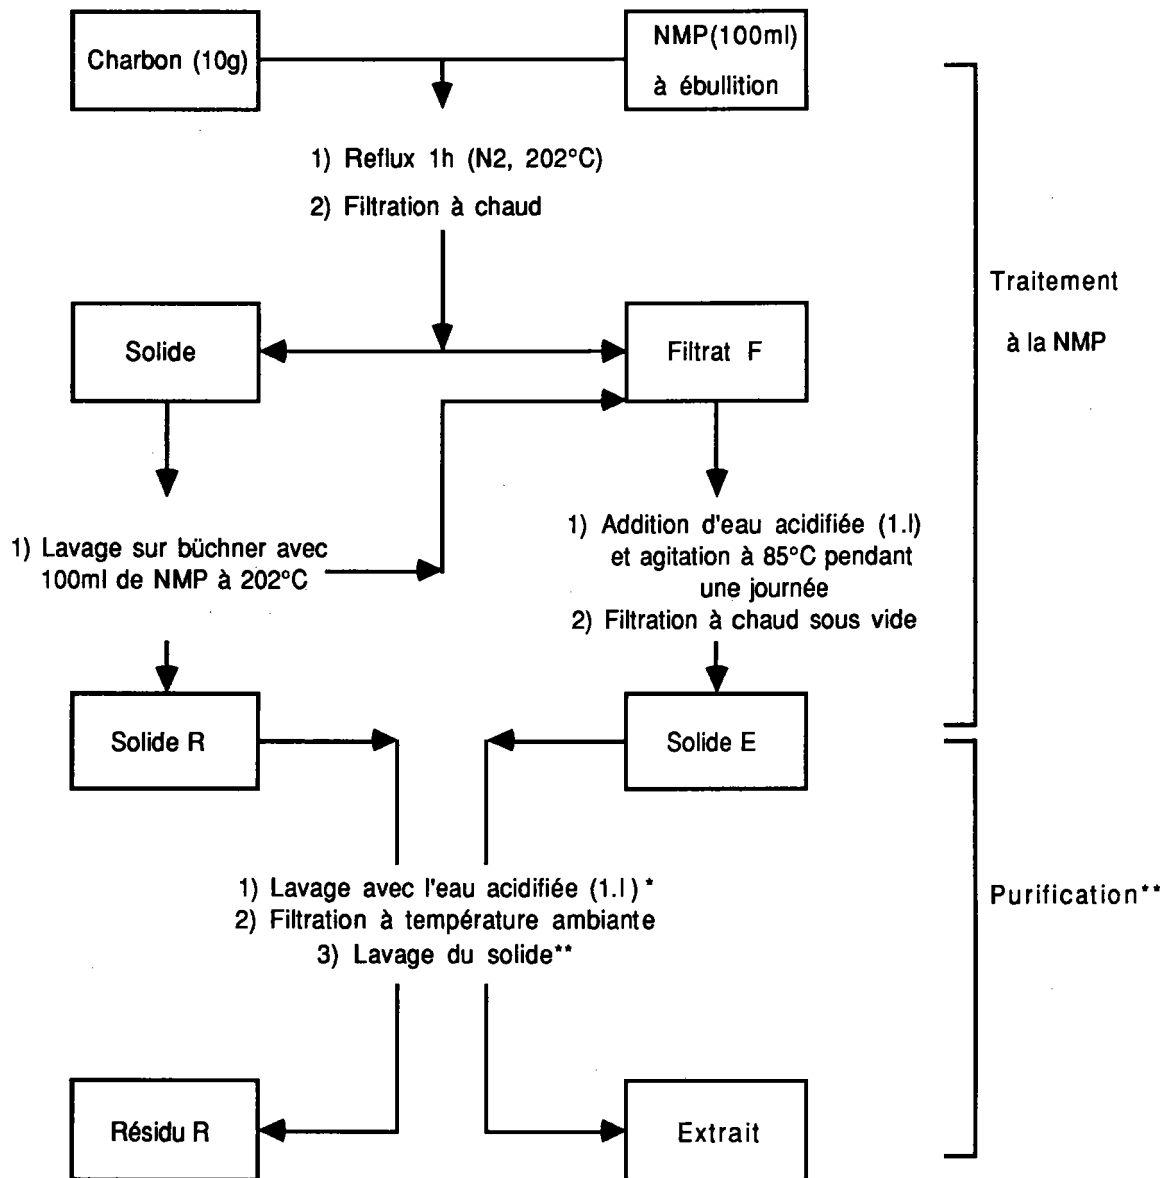 Charbon (10g)
NMP(100ml)
à ébullition
1) Reflux 1h (N2, 202°C)
2) Filtration à chaud
Traitement
à la NMP
Solide
Filtrat F
1) Lavage sur büchner avec
100ml de NMP à 202°C
1) Addition d'eau acidifiée (1.l)
et agitation à 85°C pendant
une journée
2) Filtration à chaud sous vide
Solide R
Solide E
1) Lavage avec l'eau acidifiée (1.l)*
2) Filtration à température ambiante
3) Lavage du solide**
Purification**
Résidu R
Extrait